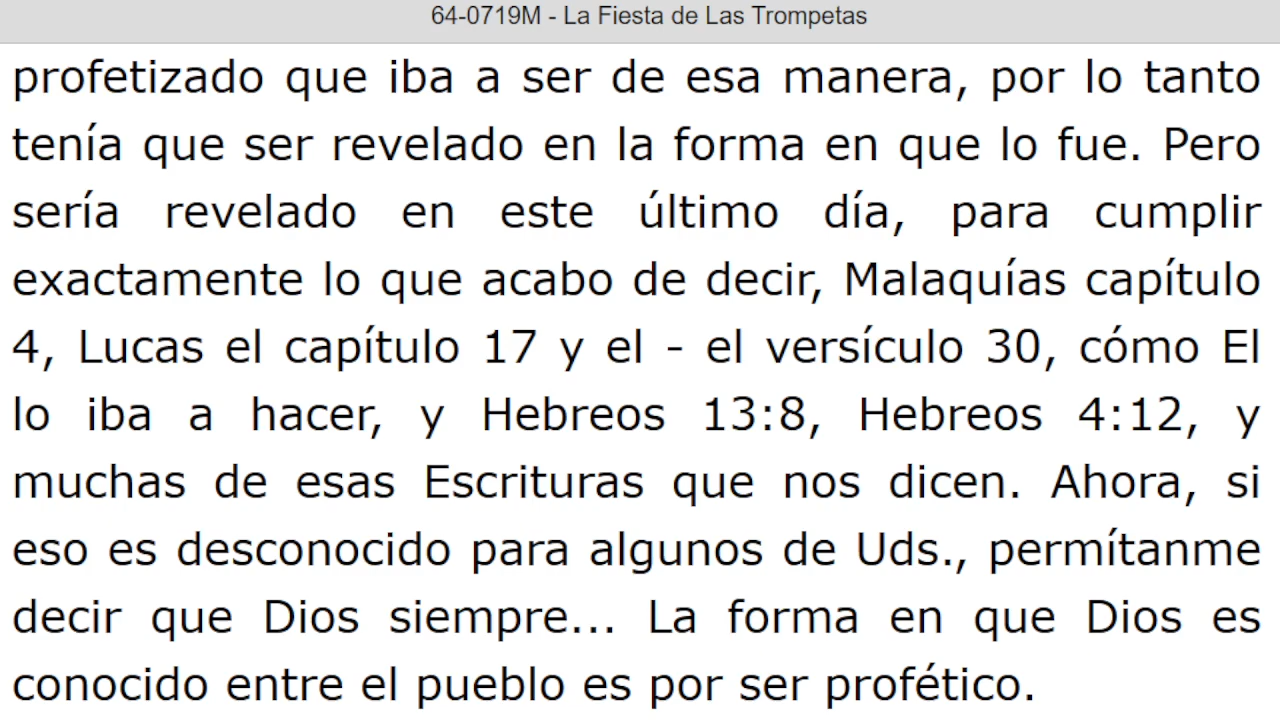 64-0719M - La Fiesta de Las Trompetas
profetizado que iba a ser de esa manera, por lo tanto
tenía que ser revelado en la forma en que lo fue. Pero
sería revelado en este último día, para cumplir
exactamente lo que acabo de decir, Malaquías capítulo
4, Lucas el capítulo 17 y el - el versículo 30, cómo El
lo iba a hacer, y Hebreos 13:8, Hebreos 4:12, y
muchas de esas Escrituras que nos dicen. Ahora, si
eso es desconocido para algunos de Uds., permítanme
decir que Dios siempre... La forma en que Dios es
conocido entre el pueblo es por ser profético.